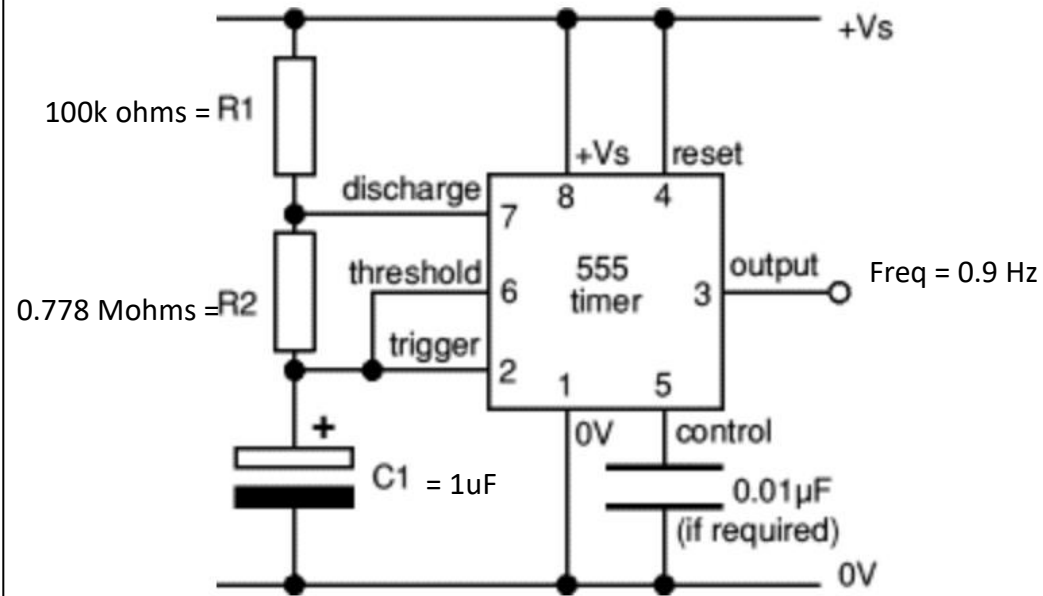 +Vs
100k ohms = R1
+Vs reset
discharge
8 4
7
threshold
555
timer
output
Freq = 0.9 Hz
6
3
0.778 Mohms =R2
trigger
2
1 5
+
0V control
C1 = 1uF
0.01µF
(if required)
0V